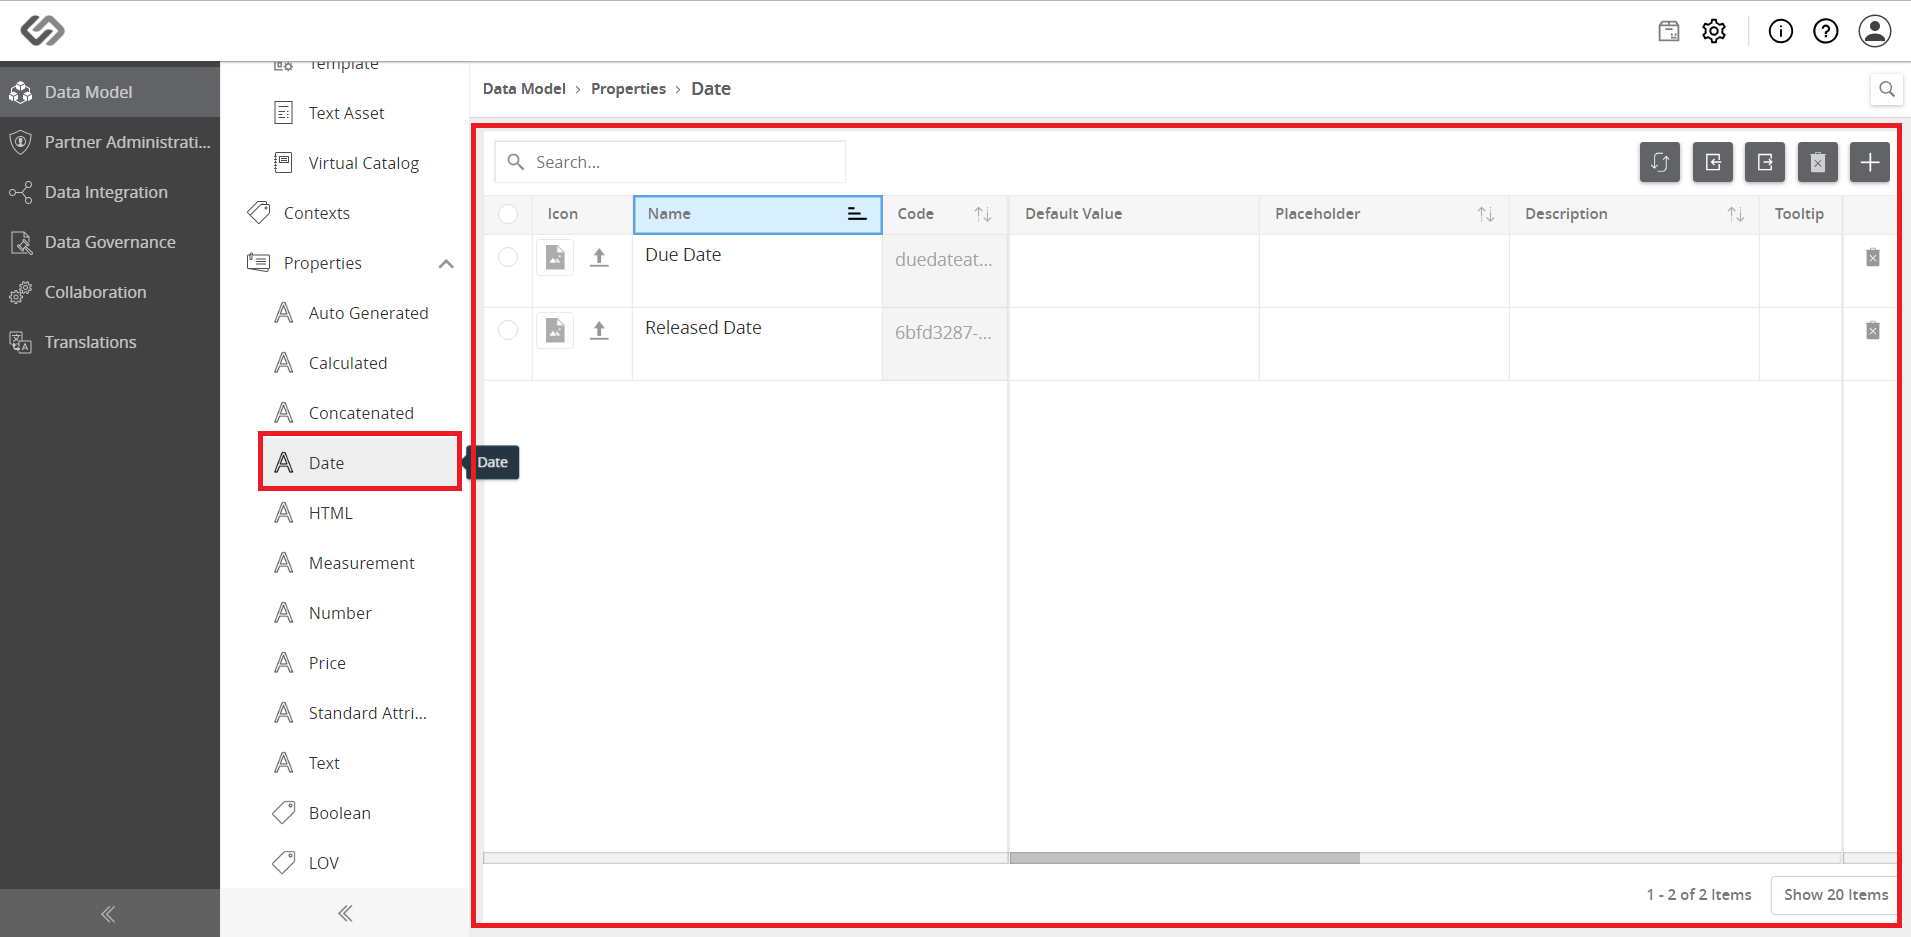 Data Model
Partner Administrati...
Data Integration
Data Governance
Collaboration
Translations
Template
Text Asset
Virtual Catalog
Contexts
Properties
Auto Generated
Calculated
Concatenated
Date
HTML
Measurement
Number
Price
Standard Attri...
Text
Boolean
LOV
Date
Data Model › Properties › Date
Search...
Icon Name Code Default Value Placeholder Description Tooltip
Due Date duedateat...
Released Date 6bfd3287-...
1 - 2 of 2 Items Show 20 Items